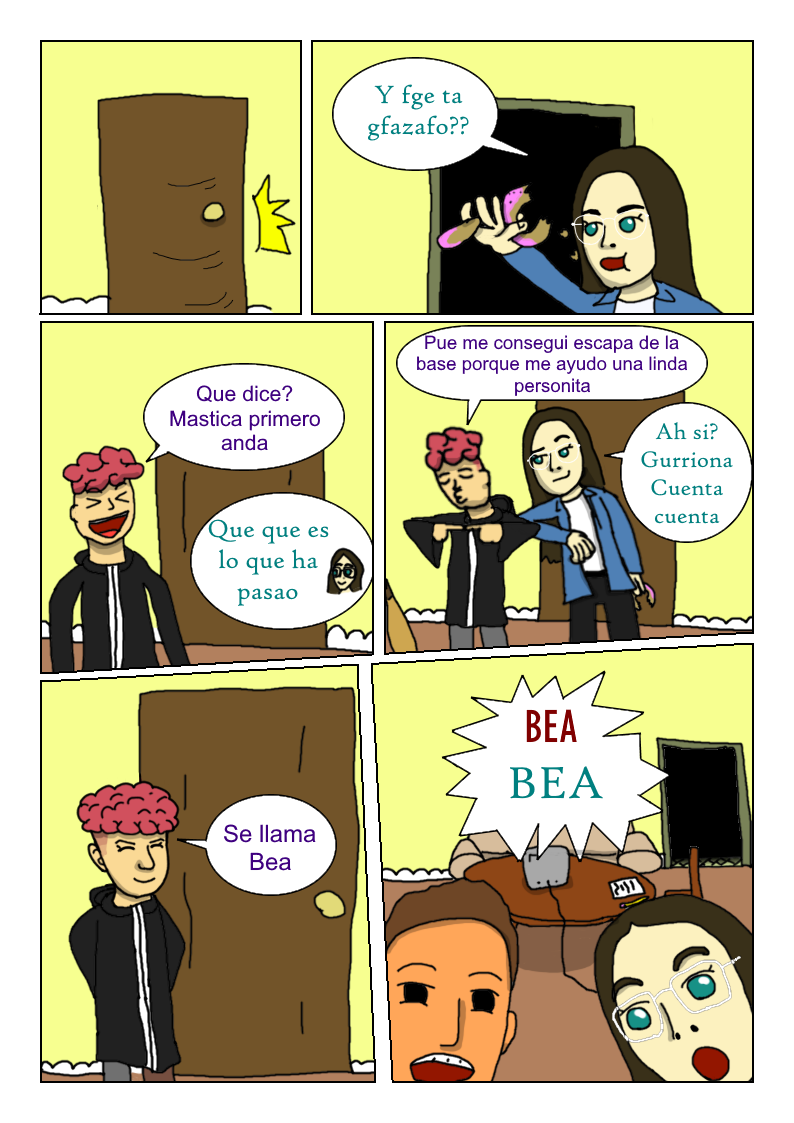 Y fge ta
gfazafo??
Que dice?
Mastica primero
anda
Que que es
lo que ha
pasao
Pue me consegui escapa de la
base porque me ayudo una linda
personita
Ah si?
Gurriona
Cuenta
cuenta
Se llama
Bea
BEA
BEA